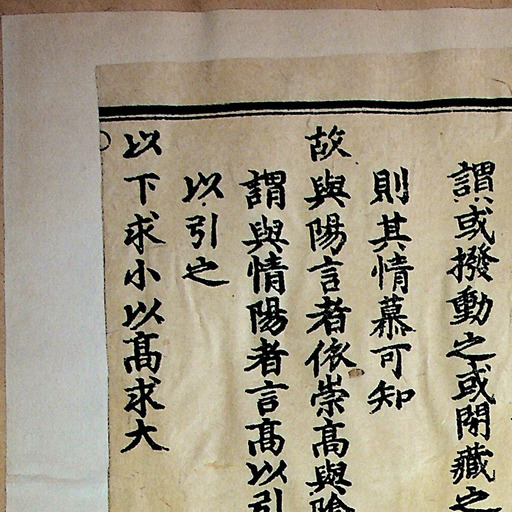 謂或撥動之或閉藏之
則其情慕可知
故與陽言者依崇高與陰
謂與情陽者言高以引
以引之
以下求小以高求大